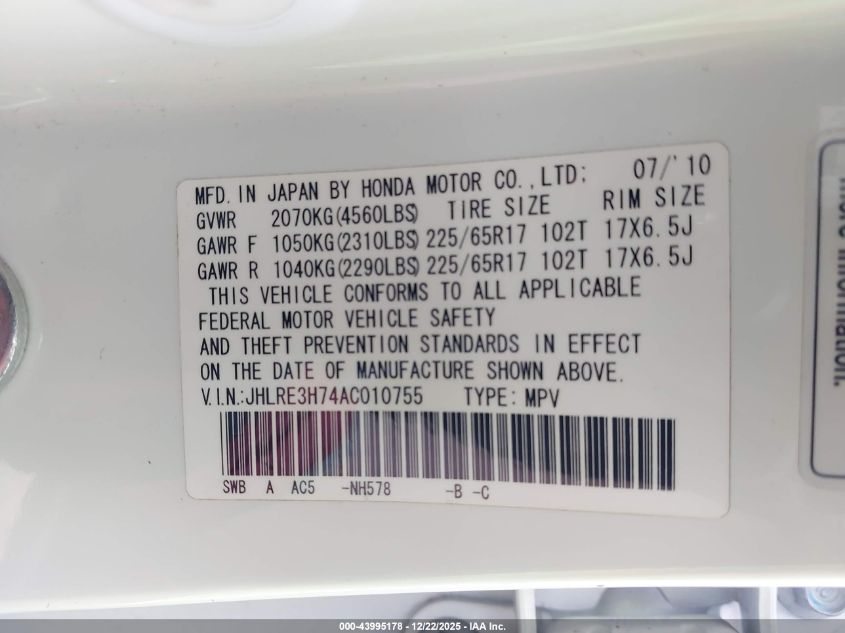 MFD. IN JAPAN BY HONDA MOTOR CO., LTD; 07/'10
GVWR 2070KG(4560LBS) TIRE SIZE RIM SIZE
GAWR F 1050KG(2310LBS) 225/65R17 102T 17X6.5J
GAWR R 1040KG(2290LBS) 225/65R17 102T 17X6.5J
THIS VEHICLE CONFORMS TO ALL APPLICABLE
FEDERAL MOTOR VEHICLE SAFETY
AND THEFT PREVENTION STANDARDS IN EFFECT
ON THE DATE OF MANUFACTURE SHOWN ABOVE.
V.I.N.:JHLRE3H74AC010755 TYPE: MPV
SWB A AC5 -NH578 -B -C
more information.
000-43995178 - 12/22/2025 - IAA Inc.